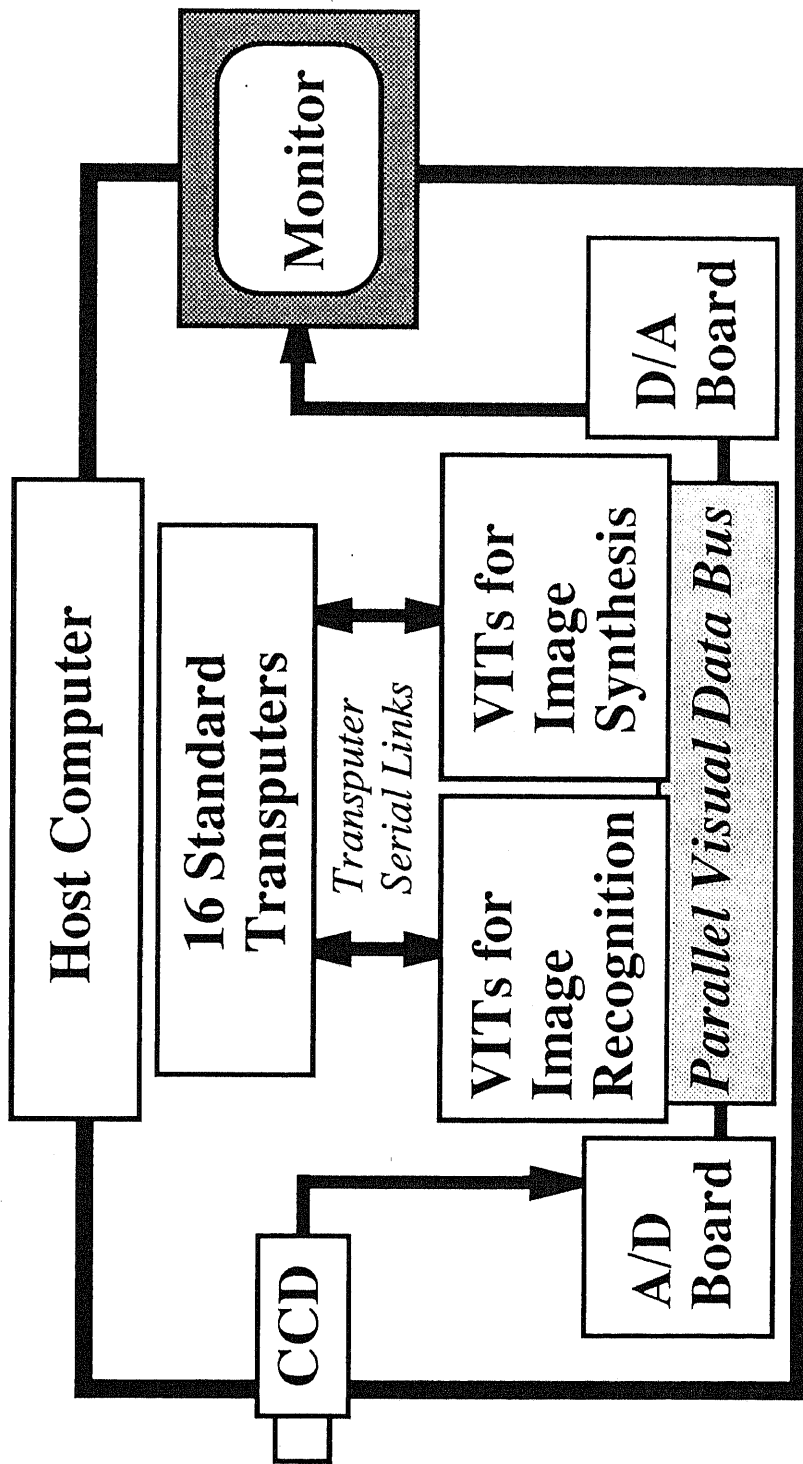 Host Computer
16 Standard
Transputers
Transputer
Serial Links
CCD
Monitor
VITs for
Image
Recognition
VITs for
Image
Synthesis
A/D
Board
Parallel Visual Data Bus
D/A
Board